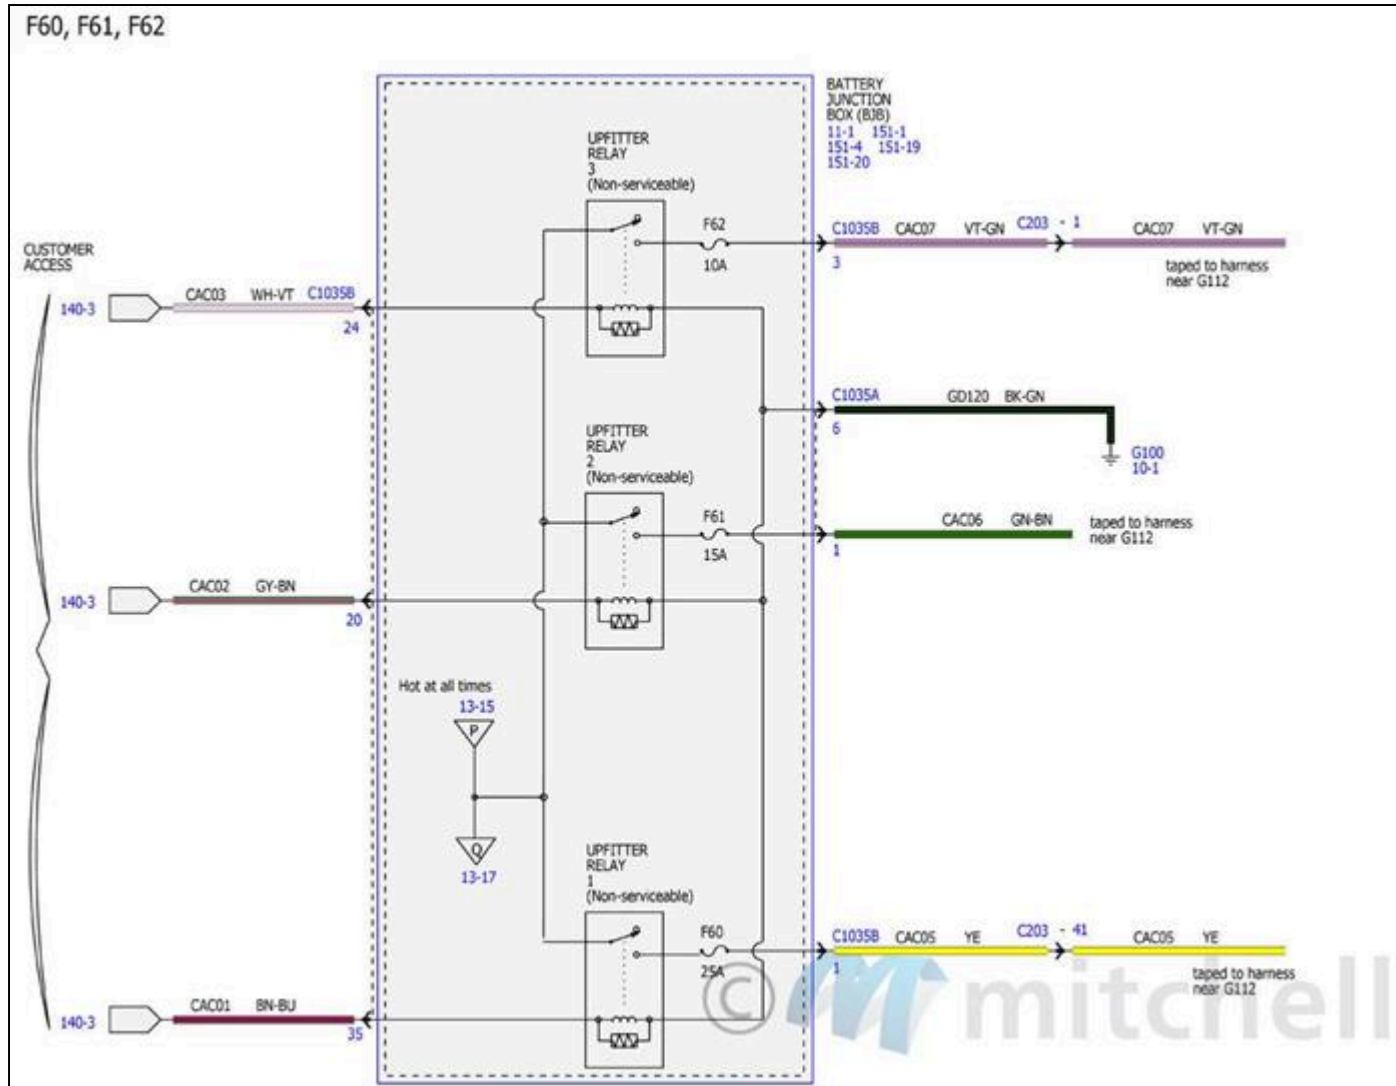 F60, F61, F62
BATTERY
JUNCTION
BOX (BJB)
11-1 151-1
151-4 151-19
151-20
UPFITTER
RELAY
3
(Non-serviceable)
F62
10A
C1035B CAC07 VT-GN C203 - 1 CAC07 VT-GN
3
taped to harness
near G112
CUSTOMER
ACCESS
140-3 CAC03 WH-VT C1035B
24
C1035A GD120 BK-GN
6
G100
10-1
UPFITTER
RELAY
2
(Non-serviceable)
F61
15A
CAC06 GN-BN
1
taped to harness
near G112
140-3 CAC02 GY-BN
20
Hot at all times
13-15
P
Q
13-17
UPFITTER
RELAY
1
(Non-serviceable)
F60
25A
C1035B CAC05 YE C203 - 41 CAC05 YE
1
taped to harness
near G112
140-3 CAC01 BN-BU
35
© mitchell